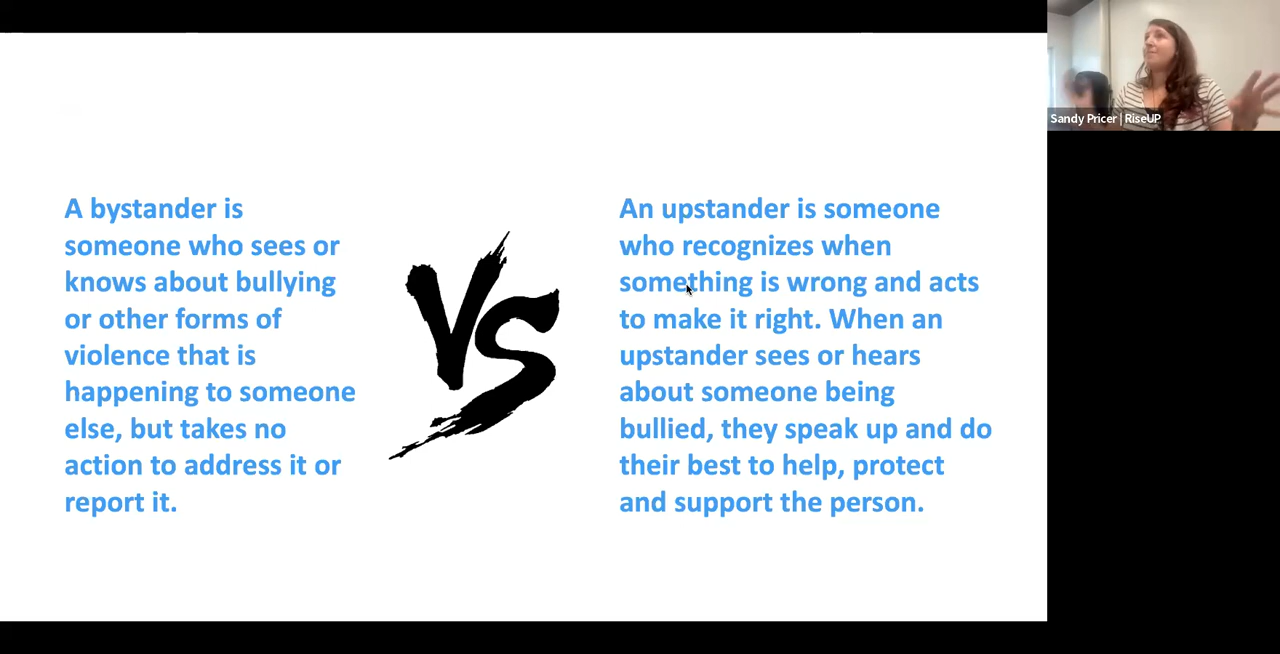 A bystander is
someone who sees or
knows about bullying
or other forms of
violence that is
happening to someone
else, but takes no
action to address it or
report it.
VS
An upstander is someone
who recognizes when
something is wrong and acts
to make it right. When an
upstander sees or hears
about someone being
bullied, they speak up and do
their best to help, protect
and support the person.
Sandy Pricer | RiseUP